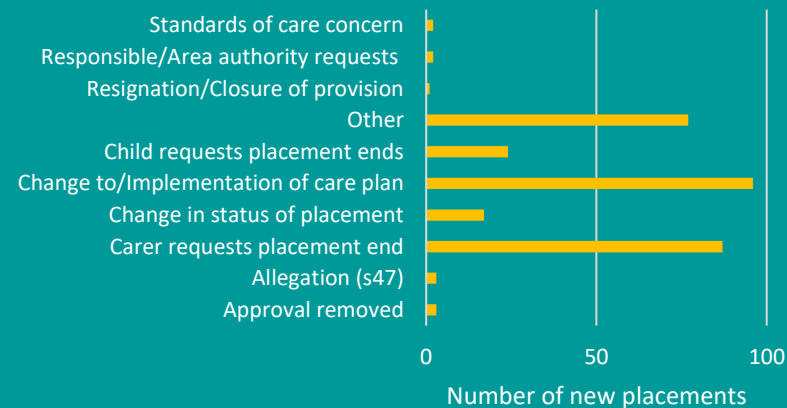 Standards of care concern
Responsible/Area authority requests
Resignation/Closure of provision
Other
Child requests placement ends
Change to/Implementation of care plan
Change in status of placement
Carer requests placement end
Allegation (s47)
Approval removed
0 50 100
Number of new placements